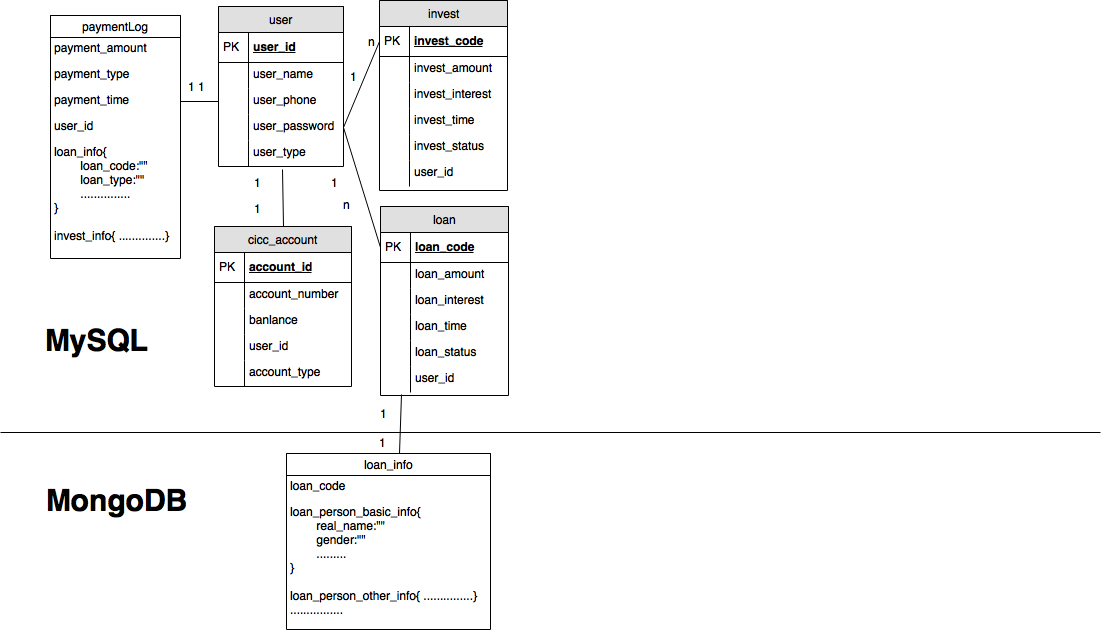 paymentLog
payment_amount
payment_type
payment_time
user_id
loan_info{
loan_code:""
loan_type:""
...............
}
invest_info{ ..............}
1 1
user
PK user_id
user_name
user_phone
user_password
user_type
1
n
1
n
1
1
invest
PK invest_code
invest_amount
invest_interest
invest_time
invest_status
user_id
cicc_account
PK account_id
account_number
banlance
user_id
account_type
loan
PK loan_code
loan_amount
loan_interest
loan_time
loan_status
user_id
MySQL
1
1
MongoDB
loan_info
loan_code
loan_person_basic_info{
real_name:""
gender:""
.........
}
loan_person_other_info{ ...............}
................